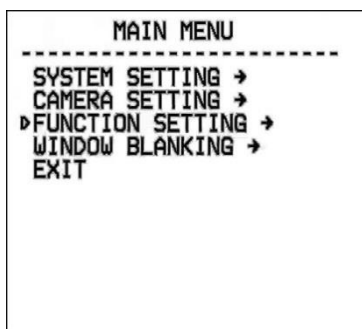 MAIN MENU
SYSTEM SETTING →
CAMERA SETTING →
FUNCTION SETTING →
WINDOW BLANKING →
EXIT